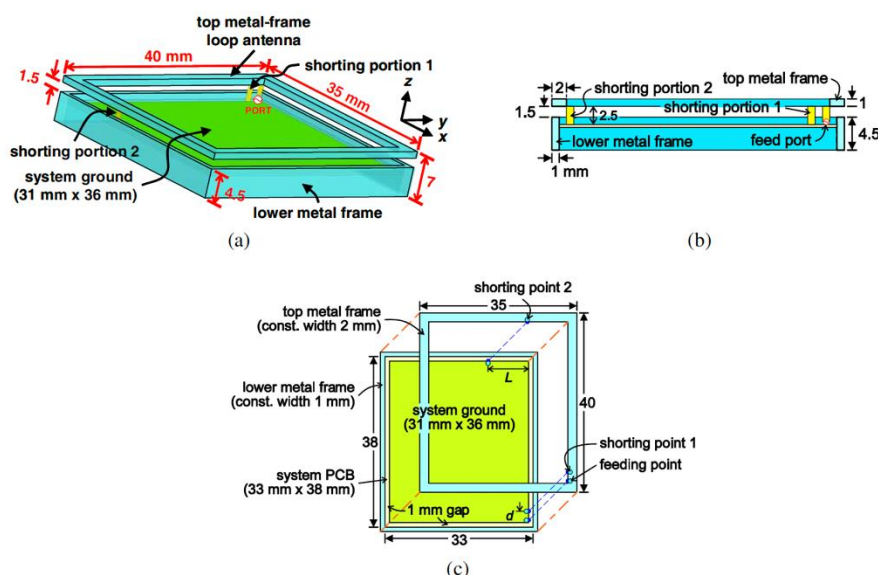 top metal-frame
loop antenna
40 mm
shorting portion 1
1.5
35 mm
z
y
x
PORT
shorting portion 2
system ground
(31 mm x 36 mm)
4.5
7
lower metal frame
(a)
2
shorting portion 2
top metal frame
1.5
shorting portion 1
2.5
1
lower metal frame
feed port
4.5
1 mm
(b)
shorting point 2
35
top metal frame
(const. width 2 mm)
lower metal frame
(const. width 1 mm)
L
system ground
(31 mm x 36 mm)
40
38
shorting point 1
feeding point
system PCB
(33 mm x 38 mm)
1 mm gap
d
33
(c)